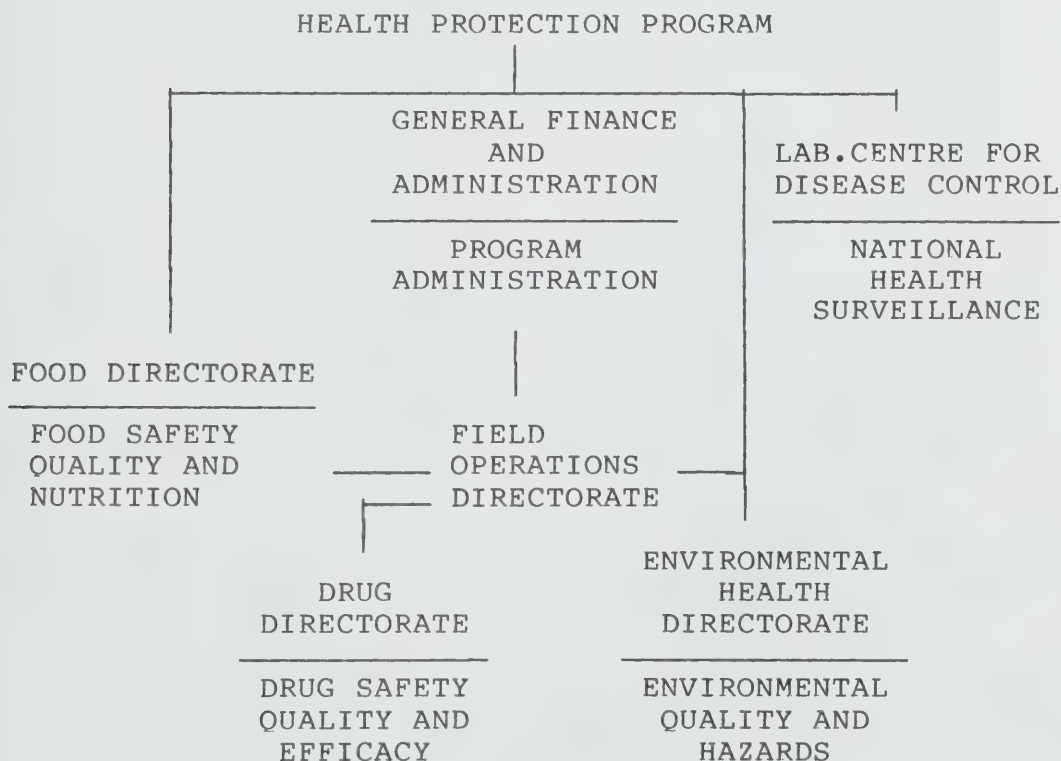 HEALTH PROTECTION PROGRAM
GENERAL FINANCE
AND
ADMINISTRATION
PROGRAM
ADMINISTRATION
LAB.CENTRE FOR
DISEASE CONTROL
NATIONAL
HEALTH
SURVEILLANCE
FOOD DIRECTORATE
FOOD SAFETY
QUALITY AND
NUTRITION
FIELD
OPERATIONS
DIRECTORATE
DRUG
DIRECTORATE
DRUG SAFETY
QUALITY AND
EFFICACY
ENVIRONMENTAL
HEALTH
DIRECTORATE
ENVIRONMENTAL
QUALITY AND
HAZARDS